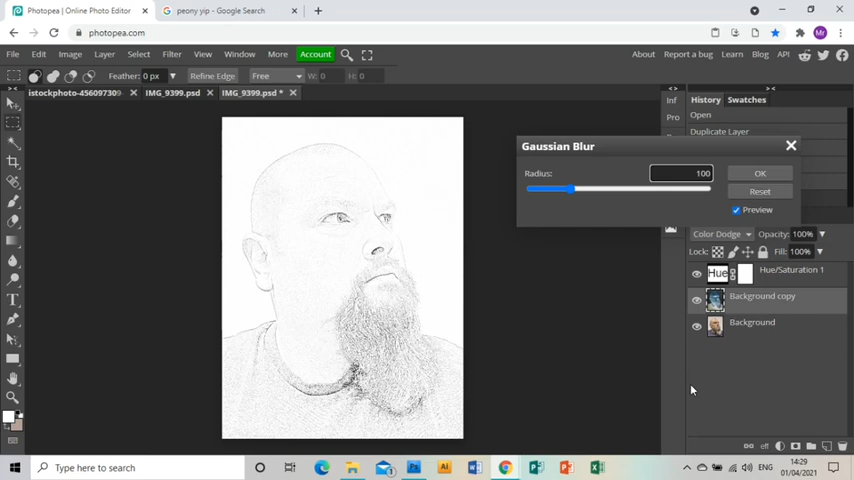 Photopea | Online Photo Editor
peony yip - Google Search
photopea.com
Mr
File Edit Image Layer Select Filter View Window More Account
About Report a bug Learn Blog API
Feather: 0 px Refine Edge Free W: 0 H: 0
istockphoto-45609730 IMG_9399.psd IMG_9399.psd *
Inf
Pro
History Swatches
Open
Duplicate Layer
Gaussian Blur
Radius: 100 OK
Reset
Preview
Color Dodge Opacity: 100%
Lock: Fill: 100%
Hue Hue/Saturation 1
Background copy
Background
eff
Type here to search
ENG
14:29
01/04/2021